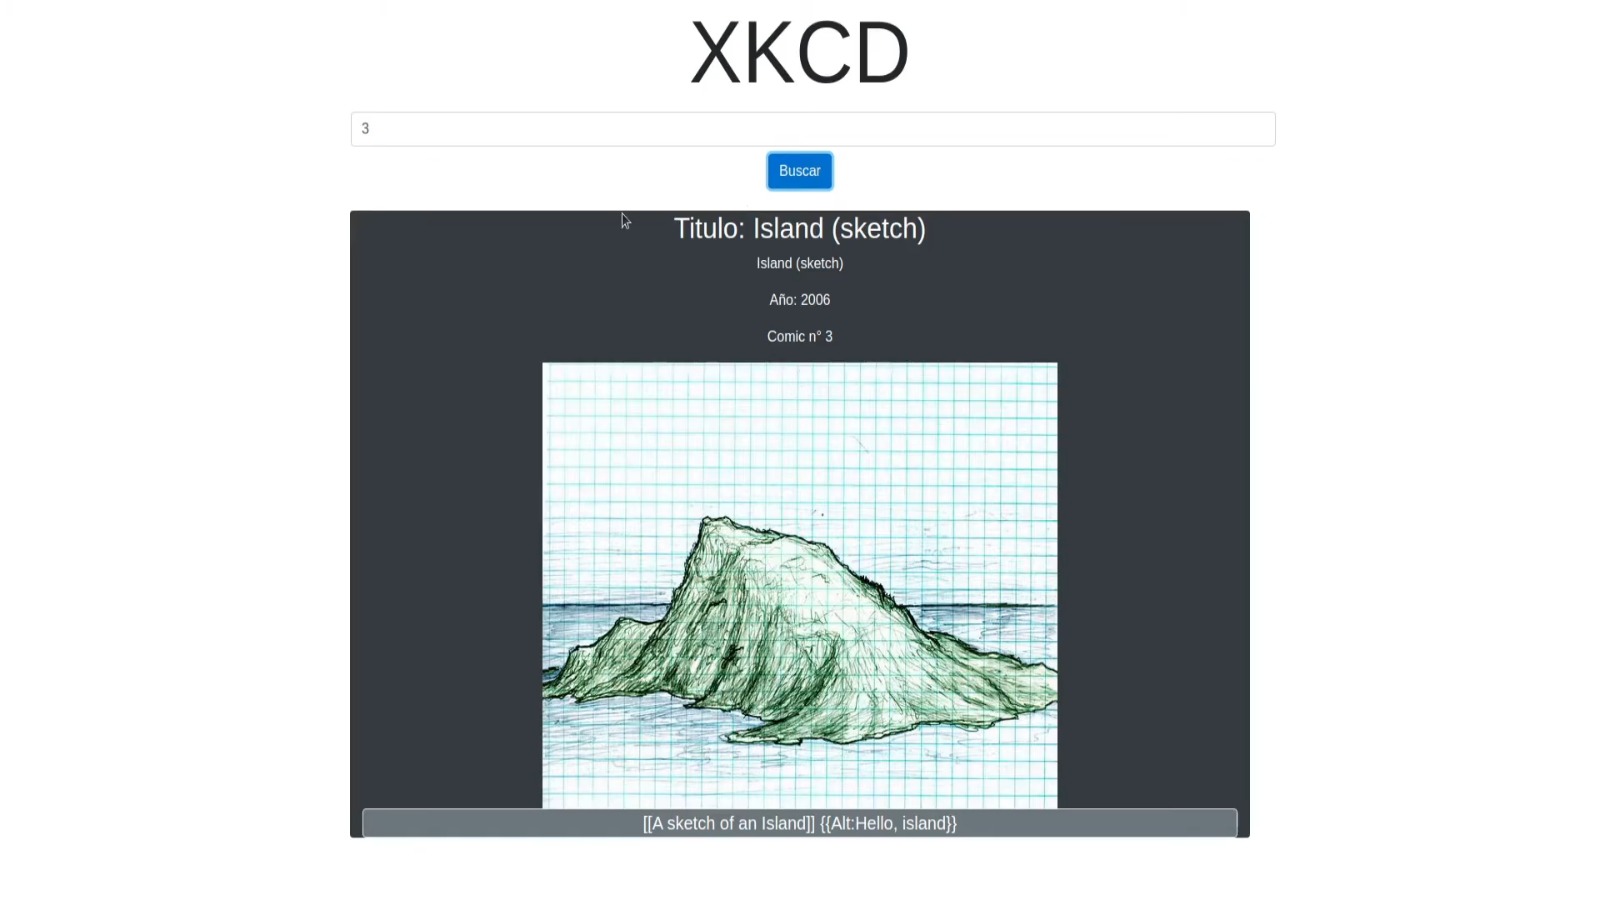 XKCD
3
Buscar
Titulo: Island (sketch)
Island (sketch)
Año: 2006
Comic n° 3
[[A sketch of an Island]] {{Alt:Hello, island}}